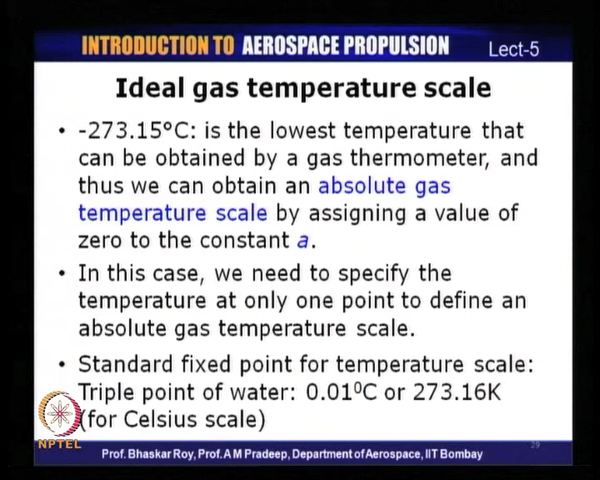 INTRODUCTION TO AEROSPACE PROPULSION Lect-5
Ideal gas temperature scale
• -273.15°C: is the lowest temperature that
can be obtained by a gas thermometer, and
thus we can obtain an absolute gas
temperature scale by assigning a value of
zero to the constant a.
• In this case, we need to specify the
temperature at only one point to define an
absolute gas temperature scale.
• Standard fixed point for temperature scale:
Triple point of water: 0.01⁰C or 273.16K
(for Celsius scale)
NPTEL
29
Prof. Bhaskar Roy, Prof. A M Pradeep, Department of Aerospace, IIT Bombay